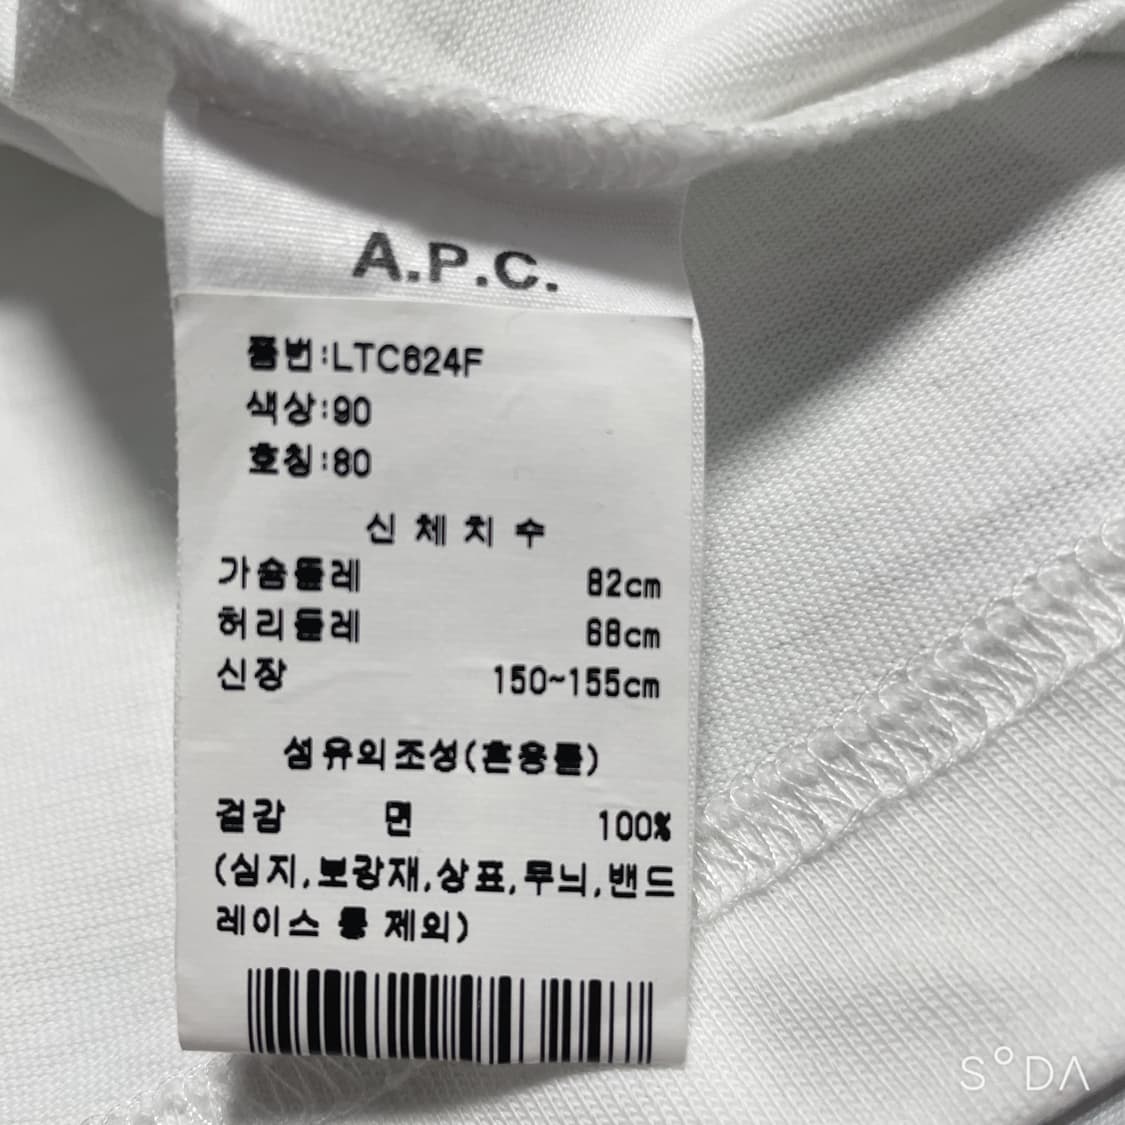 A.P.C.
품번:LTC624F
색상:90
호칭:80
신 체 치 수
가슴둘레 82cm
허리둘레 68cm
신장 150~155cm
섬유의조성(혼용률)
겉감 면 100%
(심지,보강재,상표,무늬,밴드
레이스 등 제외)
SODA